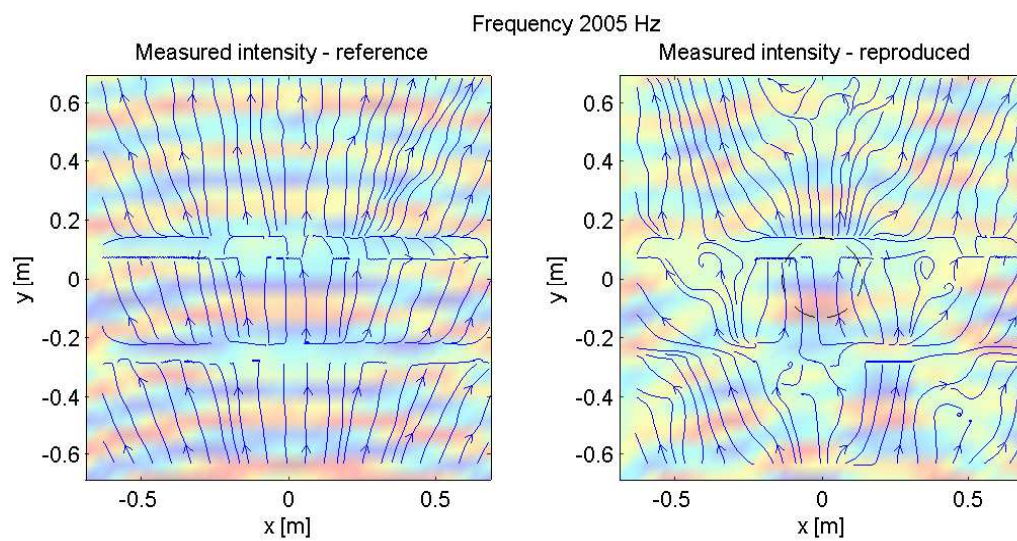 Frequency 2005 Hz
Measured intensity - reference
Measured intensity - reproduced
0.6
0.4
0.2
0
-0.2
-0.4
-0.6
y [m]
-0.5
0
0.5
x [m]
0.6
0.4
0.2
0
-0.2
-0.4
-0.6
y [m]
-0.5
0
0.5
x [m]